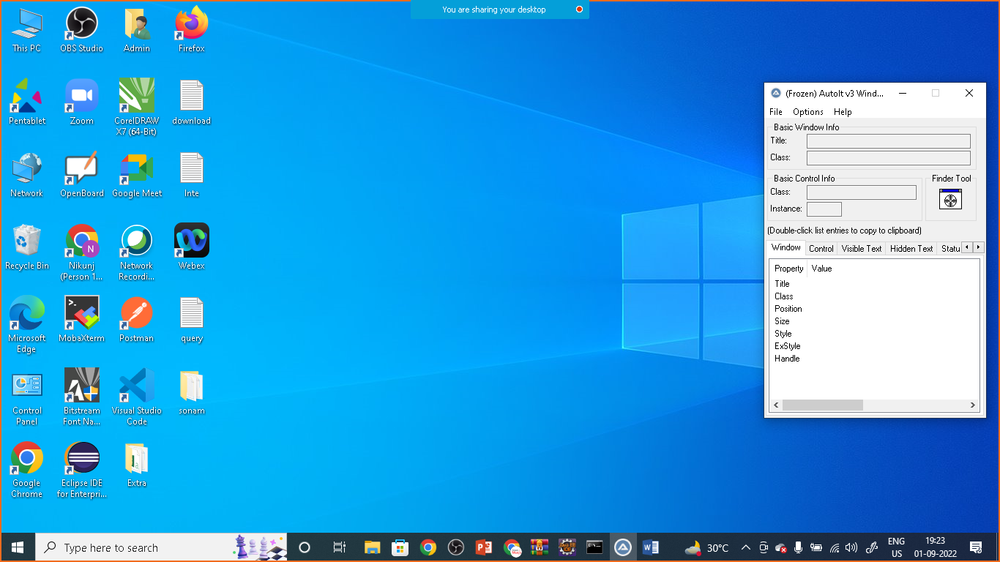 You are sharing your desktop
This PC
OBS Studio
Admin
Firefox
Pentablet
Zoom
CorelDRAW
X7 (64-Bit)
download
Network
OpenBoard
Google Meet
Inte
Recycle Bin
Nikunj
(Person 1...
Network
Recordi...
Webex
Microsoft
Edge
MobaXterm
Postman
query
Control
Panel
Bitstream
Font Na...
Visual Studio
Code
sonam
Google
Chrome
Eclipse IDE
for Enterpri...
Extra
(Frozen) AutoIt v3 Wind...
File Options Help
Basic Window Info
Title:
Class:
Basic Control Info
Finder Tool
Class:
Instance:
(Double-click list entries to copy to clipboard)
Window Control Visible Text Hidden Text Statu
Property Value
Title
Class
Position
Size
Style
ExStyle
Handle
Type here to search
30°C
ENG
US
19:23
01-09-2022